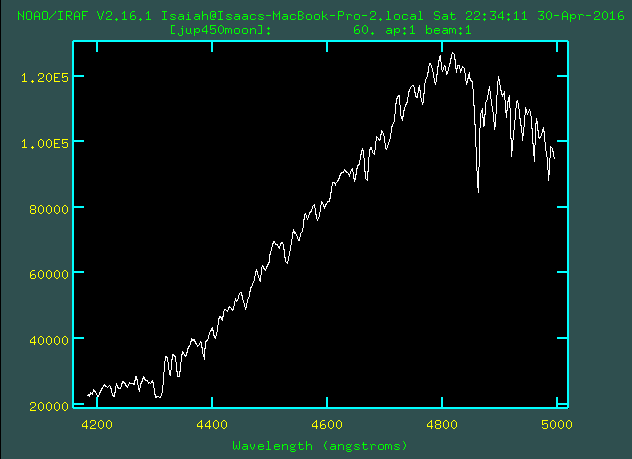 NOAO/IRAF V2.16.1 Isaiah@Isaacs-MacBook-Pro-2.local Sat 22:34:11 30-Apr-2016
[jup450moon]: 60. ap:1 beam:1
1.20E5
1.00E5
80000
60000
40000
20000
4200 4400 4600 4800 5000
Wavelength (angstroms)